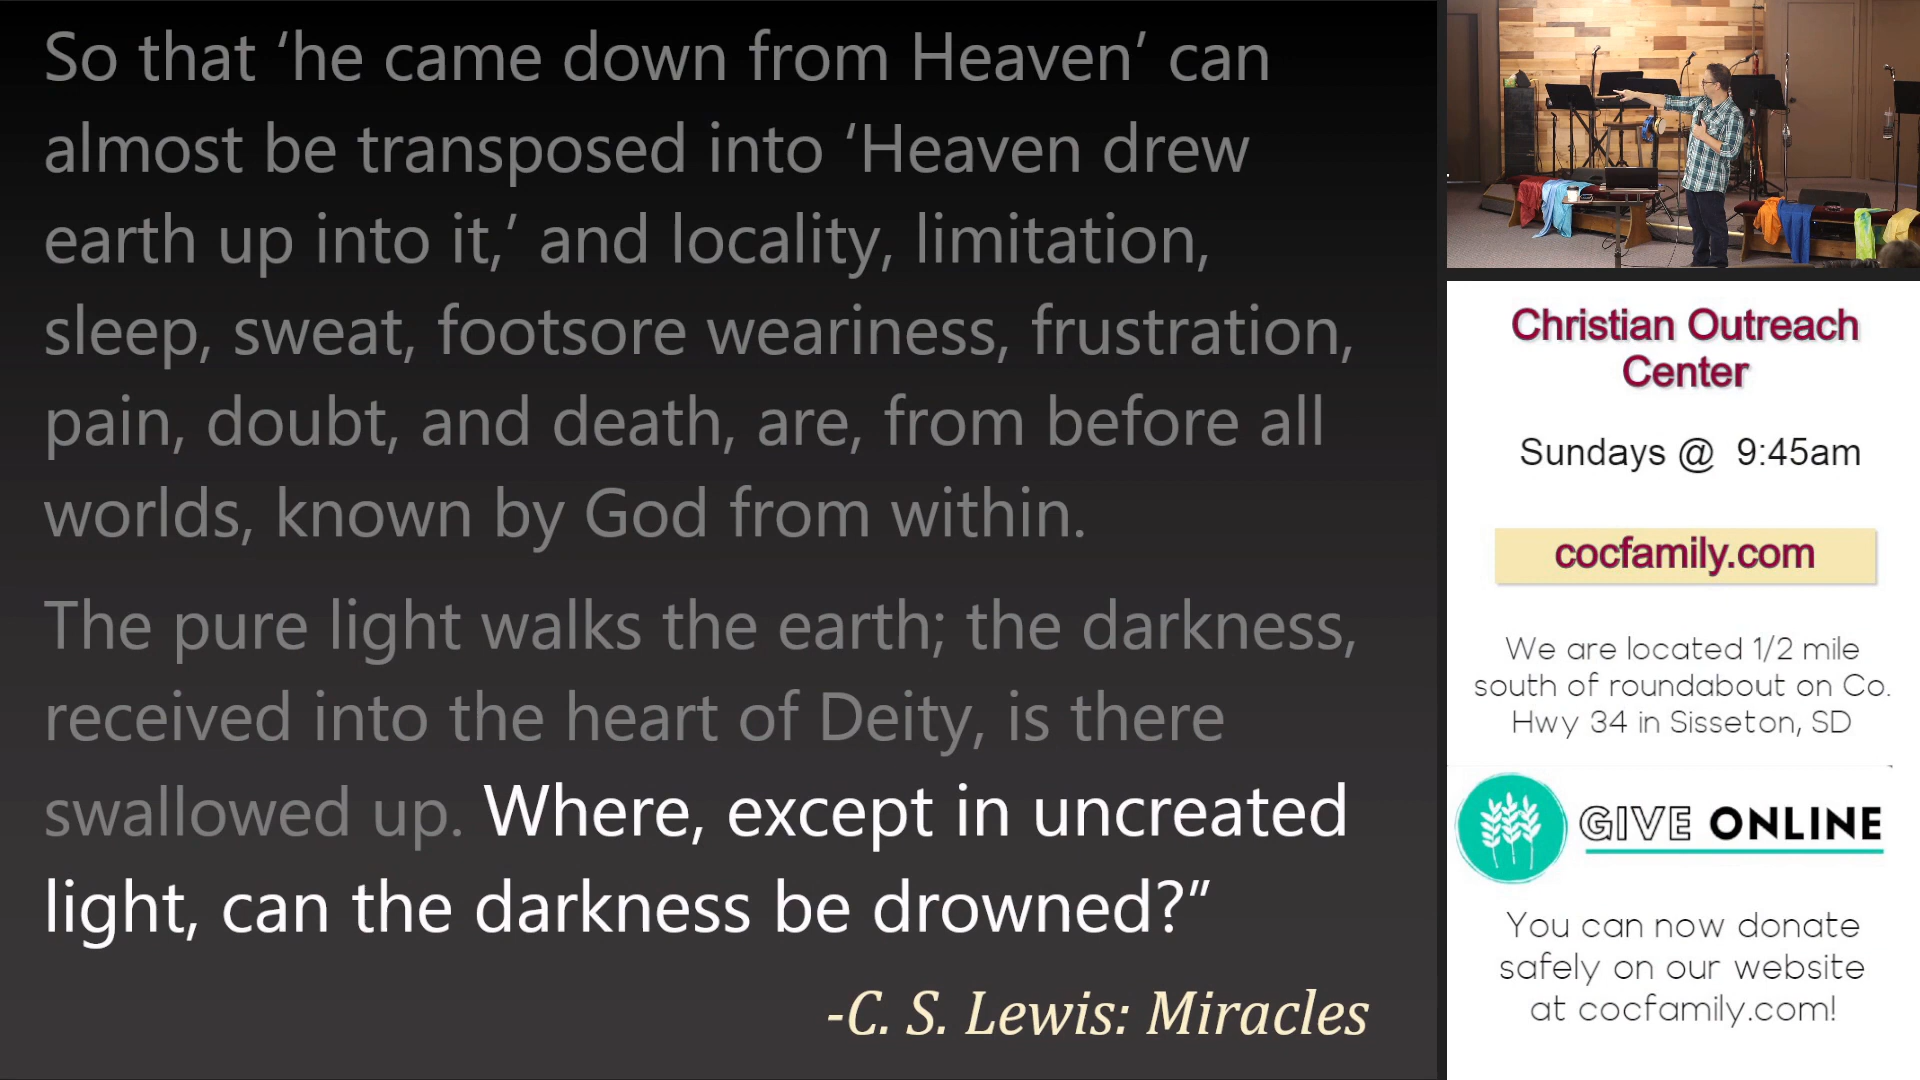 So that ‘he came down from Heaven’ can
almost be transposed into ‘Heaven drew
earth up into it,’ and locality, limitation,
sleep, sweat, footsore weariness, frustration,
pain, doubt, and death, are, from before all
worlds, known by God from within.
The pure light walks the earth; the darkness,
received into the heart of Deity, is there
swallowed up. Where, except in uncreated
light, can the darkness be drowned?”
-C. S. Lewis: Miracles
Christian Outreach
Center
Sundays @ 9:45am
cocfamily.com
We are located 1/2 mile
south of roundabout on Co.
Hwy 34 in Sisseton, SD
GIVE ONLINE
You can now donate
safely on our website
at cocfamily.com!